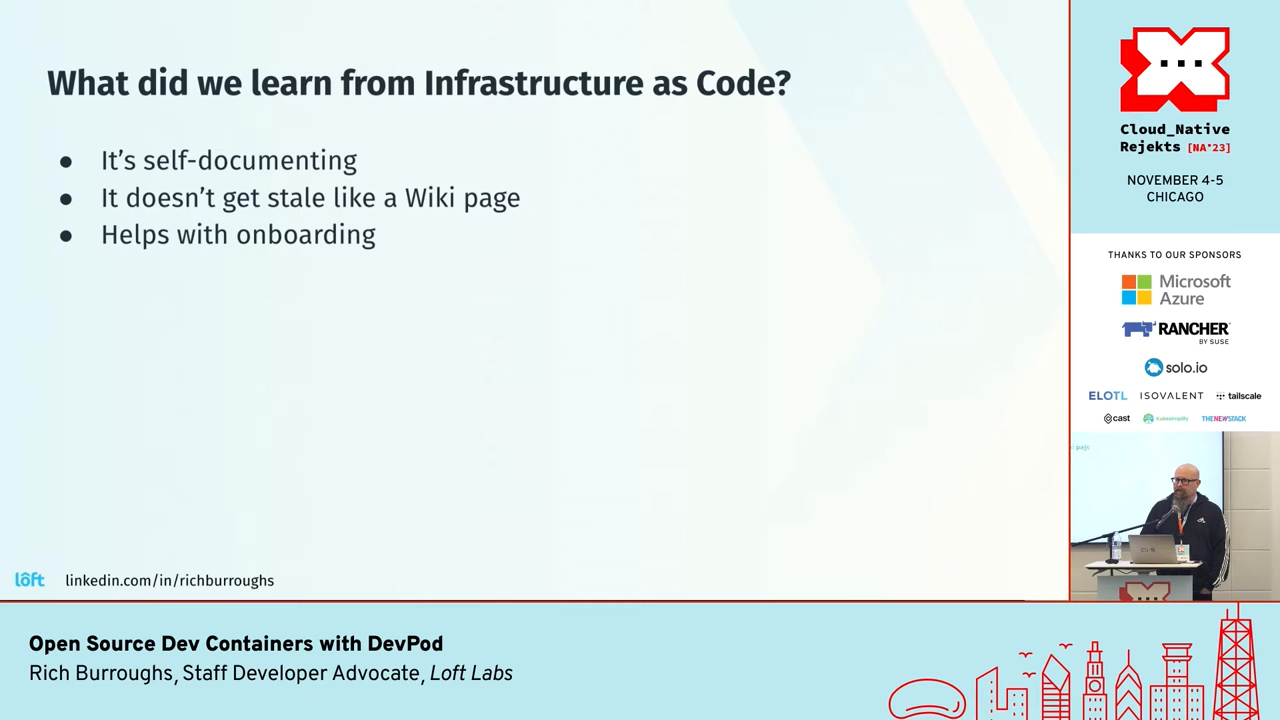 What did we learn from Infrastructure as Code?
● It’s self-documenting
● It doesn’t get stale like a Wiki page
● Helps with onboarding
lôft linkedin.com/in/richburroughs
Cloud_Native
Rejekts [NA'23]
NOVEMBER 4-5
CHICAGO
THANKS TO OUR SPONSORS
Microsoft
Azure
RANCHER
BY SUSE
solo.io
ELOTL ISOVALENT tailscale
cast kubesimplify THENEWSTACK
page
Open Source Dev Containers with DevPod
Rich Burroughs, Staff Developer Advocate, Loft Labs